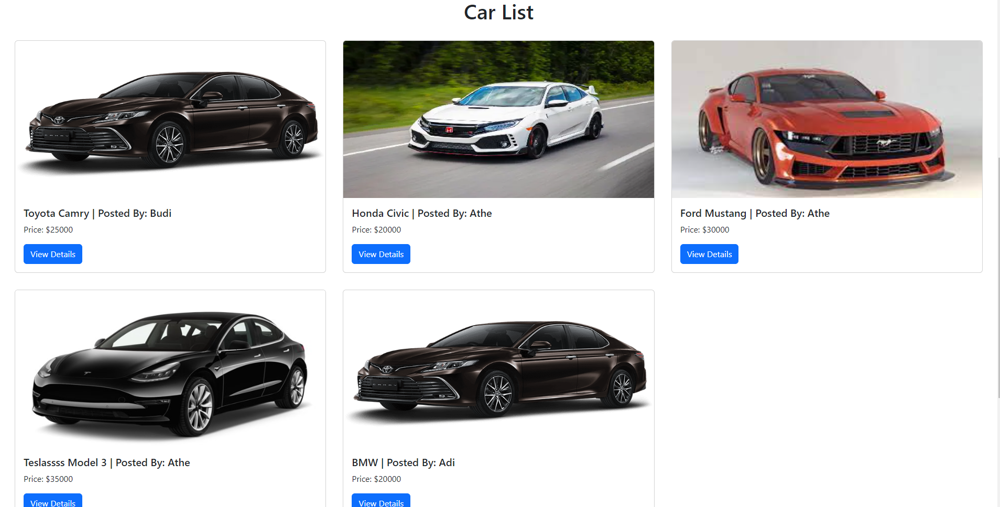 Car List
Toyota Camry | Posted By: Budi
Price: $25000
View Details
Honda Civic | Posted By: Athe
Price: $20000
View Details
Ford Mustang | Posted By: Athe
Price: $30000
View Details
Teslassss Model 3 | Posted By: Athe
Price: $35000
View Details
BMW | Posted By: Adi
Price: $20000
View Details